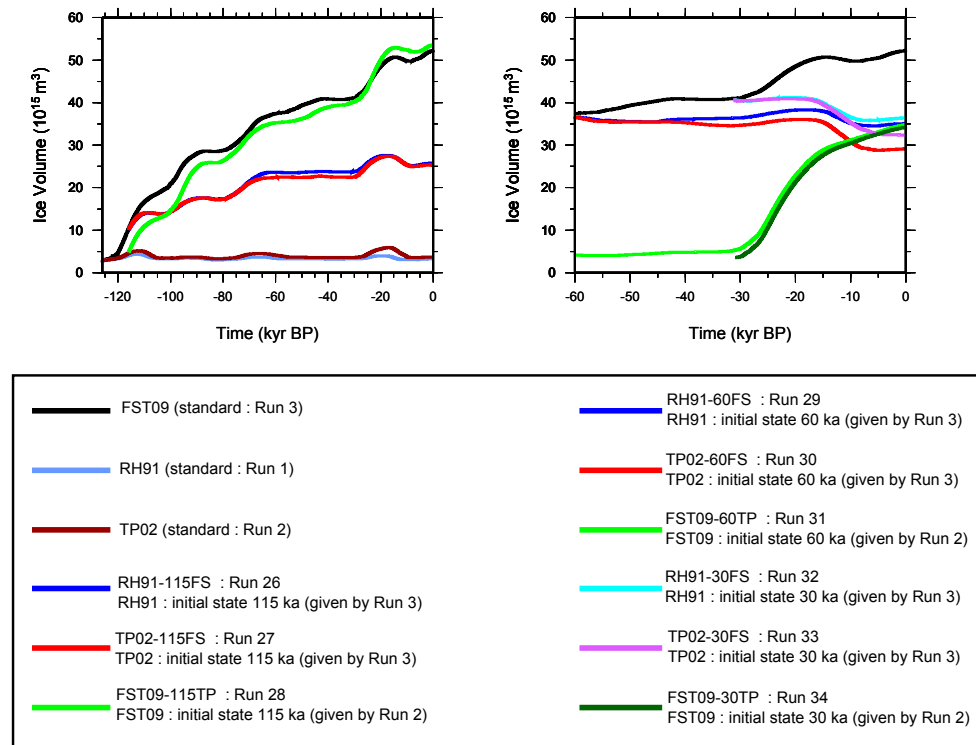 60
50
40
30
20
10
0
Ice Volume (10¹⁵ m³)
-120 -100 -80 -60 -40 -20 0
Time (kyr BP)
60
50
40
30
20
10
0
Ice Volume (10¹⁵ m³)
-60 -50 -40 -30 -20 -10 0
Time (kyr BP)
FST09 (standard : Run 3)
RH91 (standard : Run 1)
TP02 (standard : Run 2)
RH91-115FS : Run 26
RH91 : initial state 115 ka (given by Run 3)
TP02-115FS : Run 27
TP02 : initial state 115 ka (given by Run 3)
FST09-115TP : Run 28
FST09 : initial state 115 ka (given by Run 2)
RH91-60FS : Run 29
RH91 : initial state 60 ka (given by Run 3)
TP02-60FS : Run 30
TP02 : initial state 60 ka (given by Run 3)
FST09-60TP : Run 31
FST09 : initial state 60 ka (given by Run 2)
RH91-30FS : Run 32
RH91 : initial state 30 ka (given by Run 3)
TP02-30FS : Run 33
TP02 : initial state 30 ka (given by Run 3)
FST09-30TP : Run 34
FST09 : initial state 30 ka (given by Run 2)